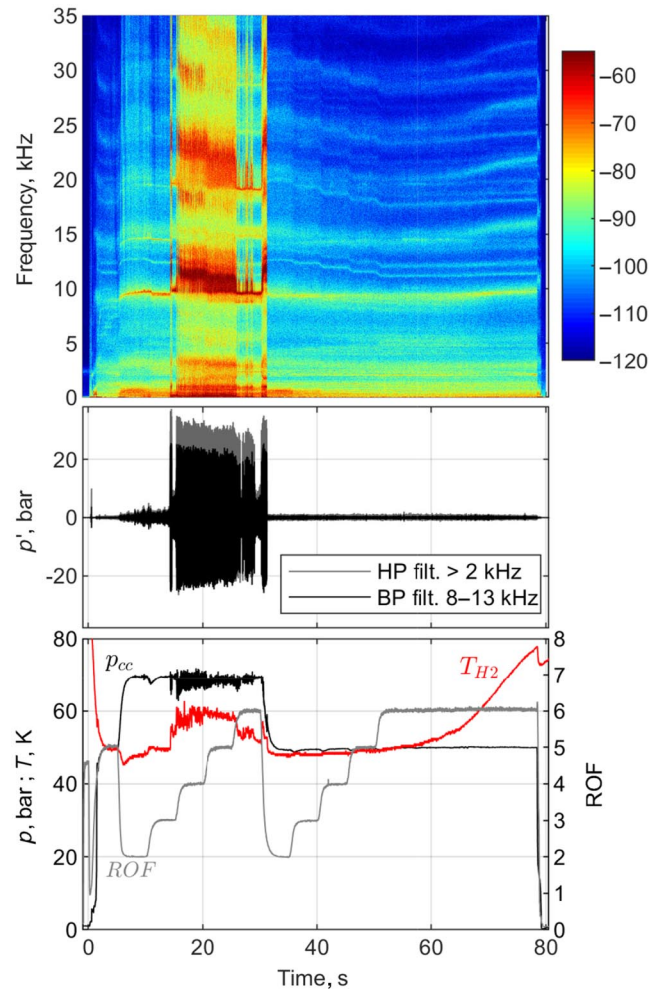 35
30
25
20
15
10
5
0
Frequency, kHz
−60
−70
−80
−90
−100
−110
−120
20
0
-20
p', bar
HP filt. > 2 kHz
BP filt. 8–13 kHz
80
60
40
20
0
p, bar ; T, K
p_cc
T_H2
ROF
8
7
6
5
4
3
2
1
0
ROF
0 20 40 60 80
Time, s